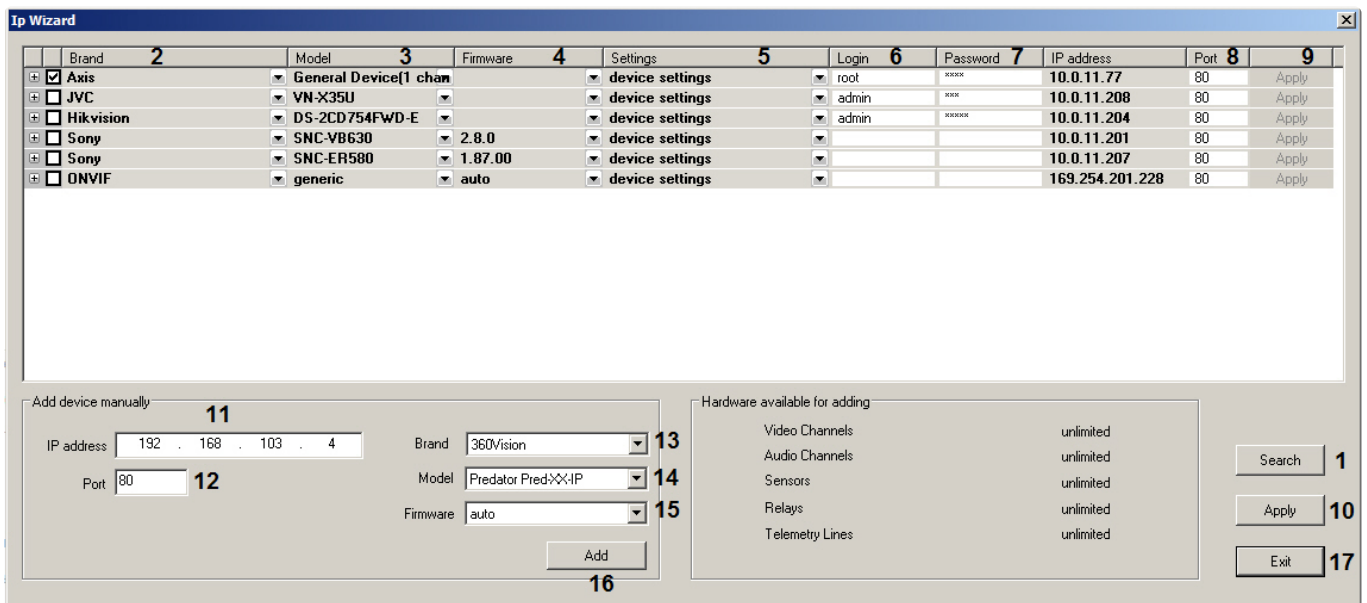 Ip Wizard
Brand 2 Model 3 Firmware 4 Settings 5 Login 6 Password 7 IP address Port 8 9
Axis General Device(1 chan device settings root **** 10.0.11.77 80 Apply
JVC VN-X35U device settings admin *** 10.0.11.208 80 Apply
Hikvision DS-2CD754FWD-E device settings admin ***** 10.0.11.204 80 Apply
Sony SNC-VB630 2.8.0 device settings 10.0.11.201 80 Apply
Sony SNC-ER580 1.87.00 device settings 10.0.11.207 80 Apply
ONVIF generic auto device settings 169.254.201.228 80 Apply
Add device manually
11
IP address 192 . 168 . 103 . 4
Port 80 12
Brand 360Vision 13
Model Predator Pred-XX-IP 14
Firmware auto 15
Add
16
Hardware available for adding
Video Channels unlimited
Audio Channels unlimited
Sensors unlimited
Relays unlimited
Telemetry Lines unlimited
Search 1
Apply 10
Exit 17